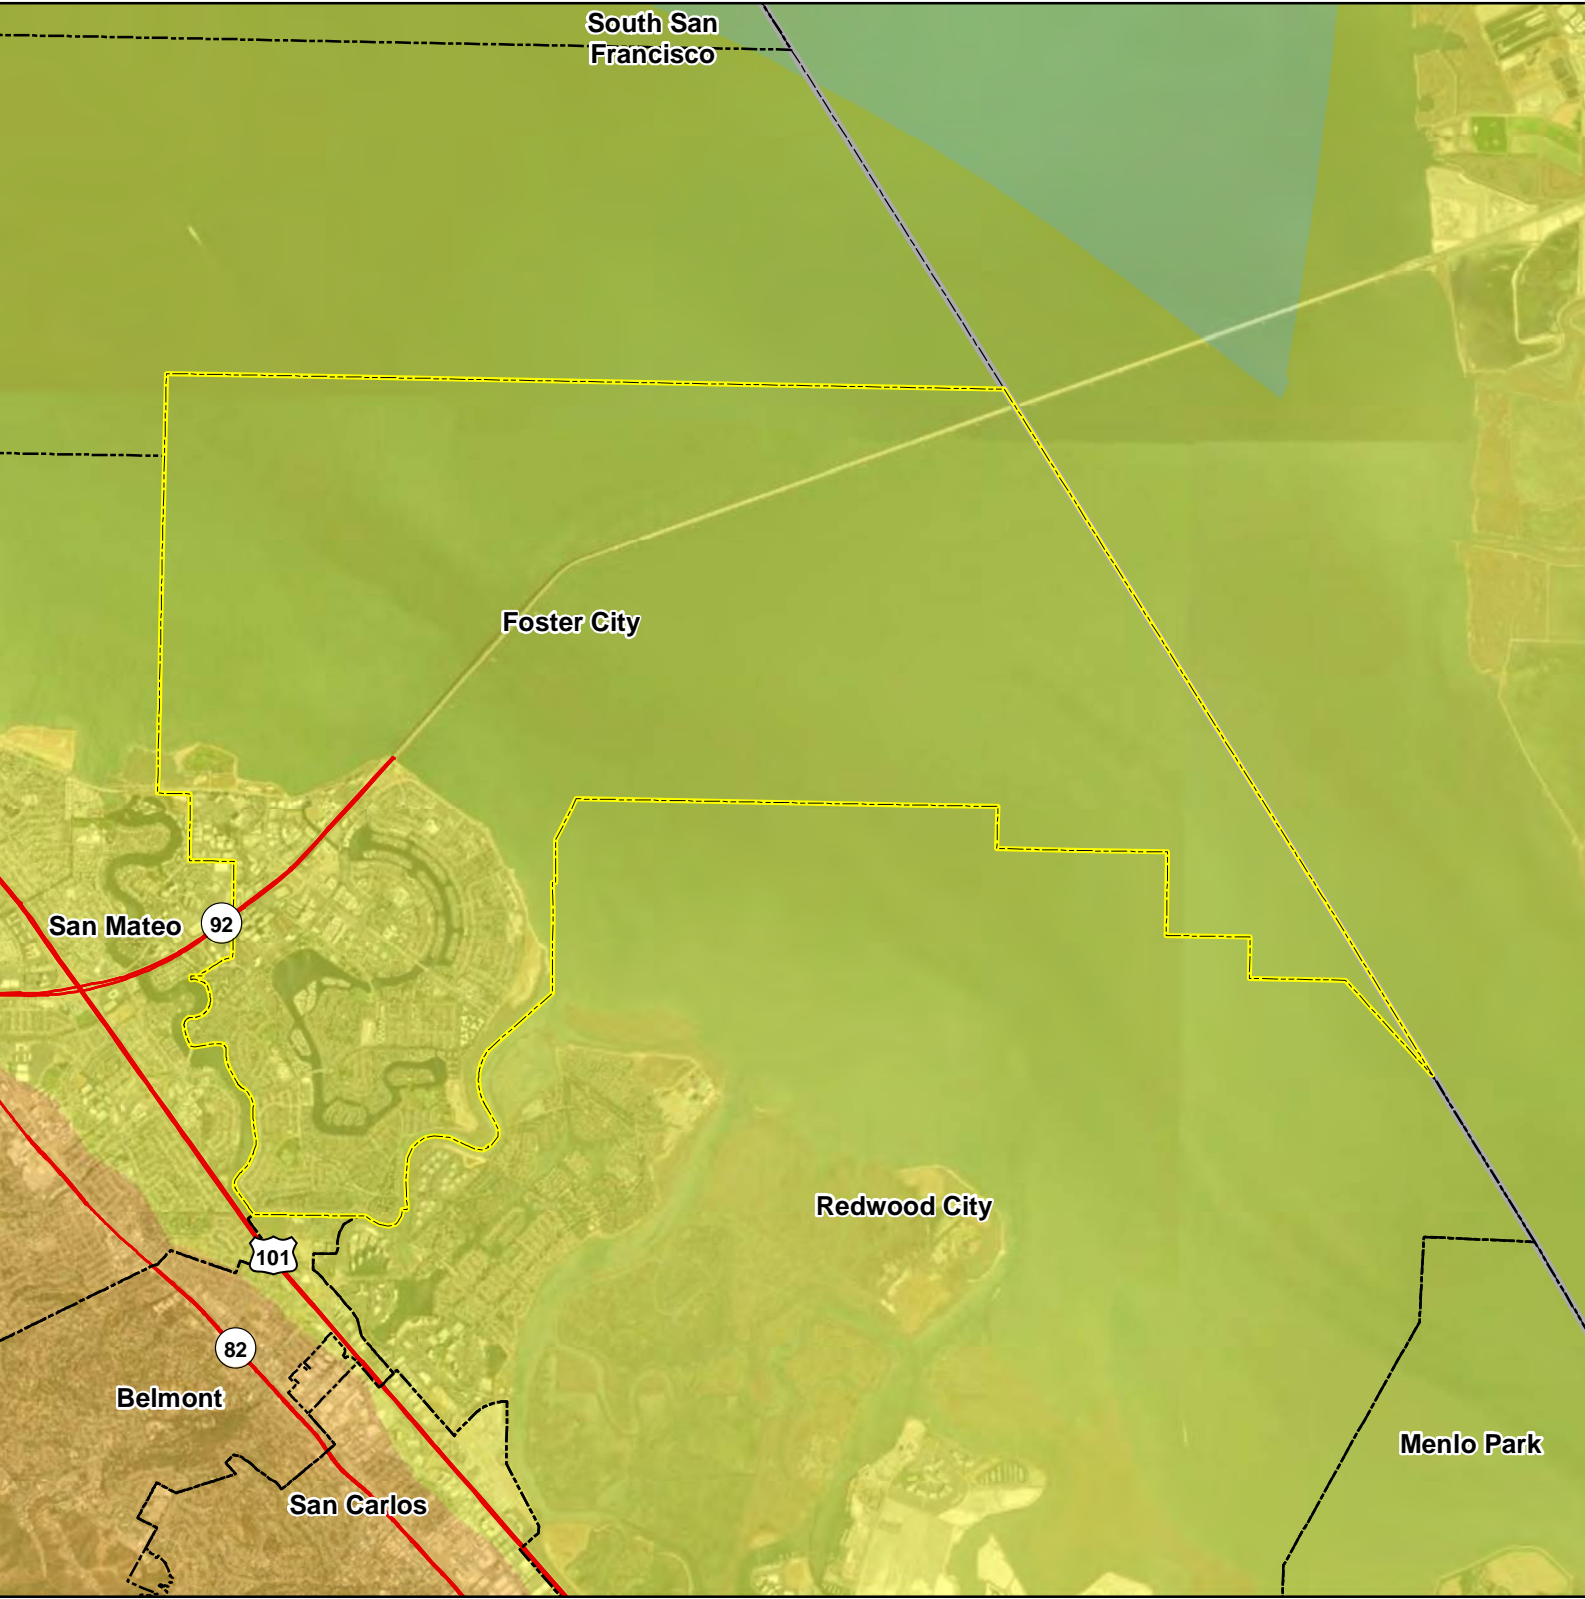 South San
Francisco
Foster City
San Mateo
92
Redwood City
101
82
Belmont
Menlo Park
San Carlos